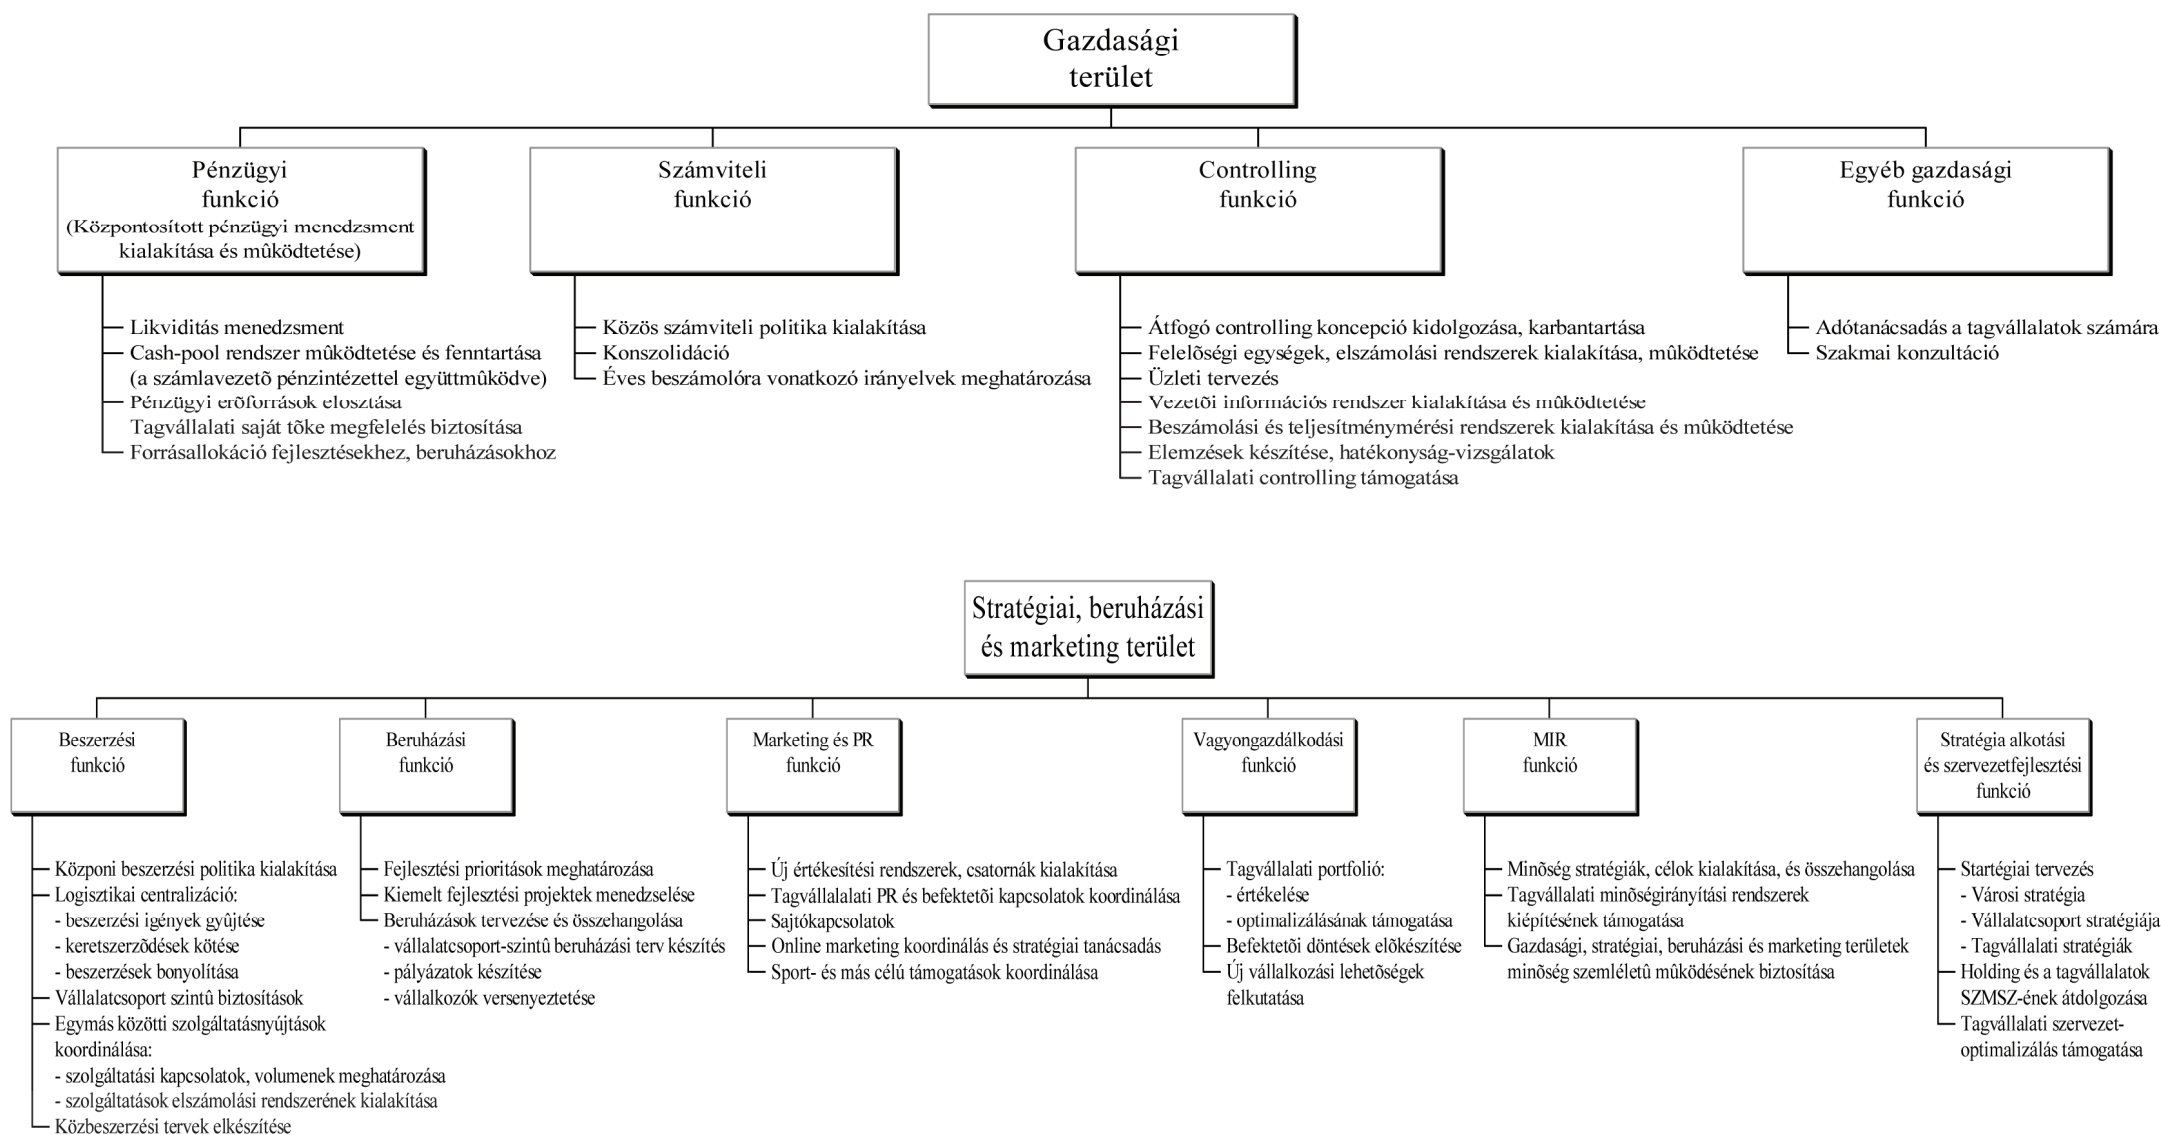 Gazdasági
terület
Pénzügyi
funkció
(Központosított pénzügyi menedzsment
kialakítása és mûködtetése)
Likviditás menedzsment
Cash-pool rendszer mûködtetése és fenntartása
(a számlavezetõ pénzintézettel együttmûködve)
Pénzügyi erõforrások elosztása
Tagvállalati saját tõke megfelelés biztosítása
Forrásallokáció fejlesztésekhez, beruházásokhoz
Számviteli
funkció
Közös számviteli politika kialakítása
Konszolidáció
Éves beszámolóra vonatkozó irányelvek meghatározása
Controlling
funkció
Átfogó controlling koncepció kidolgozása, karbantartása
Felelõségi egységek, elszámolási rendszerek kialakítása, mûködtetése
Üzleti tervezés
Vezetõi információs rendszer kialakítása és mûködtetése
Beszámolási és teljesítménymérési rendszerek kialakítása és mûködtetése
Elemzések készítése, hatékonyság-vizsgálatok
Tagvállalati controlling támogatása
Egyéb gazdasági
funkció
Adótanácsadás a tagvállalatok számára
Szakmai konzultáció
Stratégiai, beruházási
és marketing terület
Beszerzési
funkció
Közponi beszerzési politika kialakítása
Logisztikai centralizáció:
- beszerzési igények gyûjtése
- keretszerzõdések kötése
- beszerzések bonyolítása
Vállalatcsoport szintû biztosítások
Egymás közötti szolgáltatásnyújtások
koordinálása:
- szolgáltatási kapcsolatok, volumenek meghatározása
- szolgáltatások elszámolási rendszerének kialakítása
Közbeszerzési tervek elkészítése
Beruházási
funkció
Fejlesztési prioritások meghatározása
Kiemelt fejlesztési projektek menedzselése
Beruházások tervezése és összehangolása
- vállalatcsoport-szintû beruházási terv készítés
- pályázatok készítése
- vállalkozók versenyeztetése
Marketing és PR
funkció
Új értékesítési rendszerek, csatornák kialakítása
Tagvállalalati PR és befektetõi kapcsolatok koordinálása
Sajtókapcsolatok
Online marketing koordinálás és stratégiai tanácsadás
Sport- és más célú támogatások koordinálása
Vagyongazdálkodási
funkció
Tagvállalati portfolió:
- értékelése
- optimalizálásának támogatása
Befektetõi döntések elõkészítése
Új vállalkozási lehetõségek
felkutatása
MIR
funkció
Minõség stratégiák, célok kialakítása, és összehangolása
Tagvállalati minõségirányítási rendszerek
kiépítésének támogatása
Gazdasági, stratégiai, beruházási és marketing területek
minõség szemléletû mûködésének biztosítása
Stratégia alkotási
és szervezetfejlesztési
funkció
Startégiai tervezés
- Városi stratégia
- Vállalatcsoport stratégiája
- Tagvállalati stratégiák
Holding és a tagvállalatok
SZMSZ-ének átdolgozása
Tagvállalati szervezet-
optimalizálás támogatása